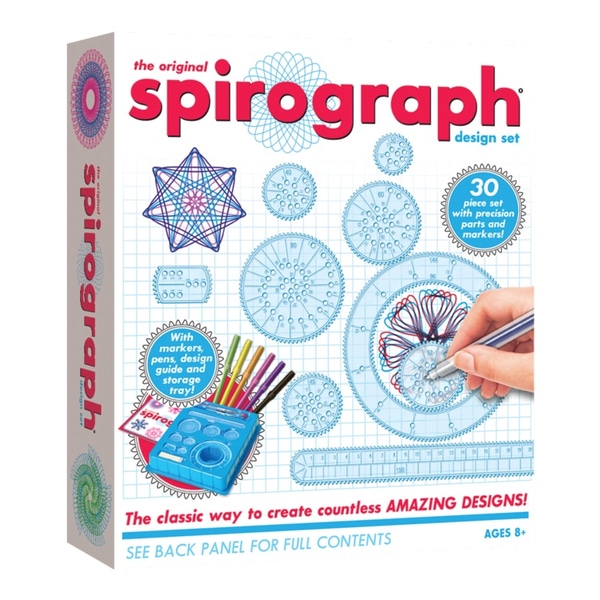 the original
spirograph®
design set
30
piece set
with precision
parts and
markers!
With
markers,
pens, design
guide and
storage
tray!
The classic way to create countless AMAZING DESIGNS!
SEE BACK PANEL FOR FULL CONTENTS
AGES 8+
the original
spirograph
design set